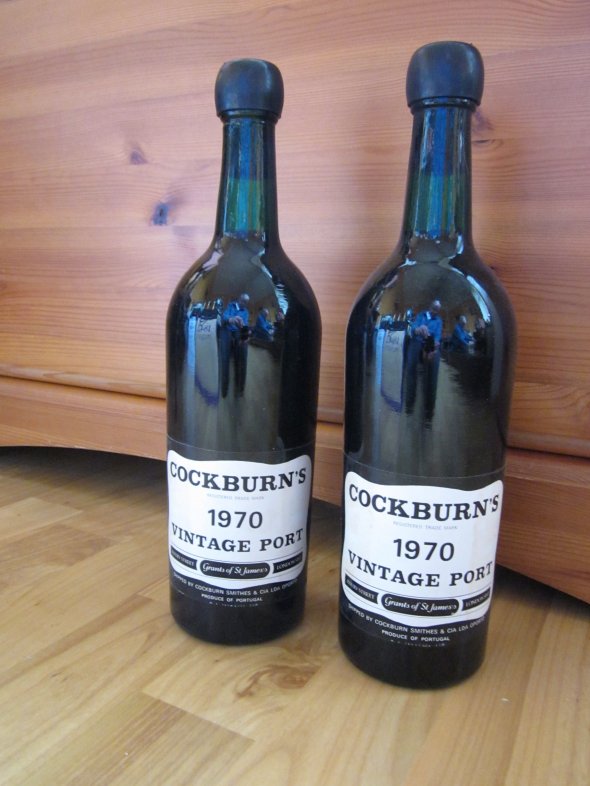 COCKBURN'S
REGISTERED TRADE MARK
1970
VINTAGE PORT
Grants of St James's
SHIPPED BY COCKBURN SMITHES & CIA LDA OPORTO
PRODUCE OF PORTUGAL
COCKBURN'S
REGISTERED TRADE MARK
1970
VINTAGE PORT
Grants of St James's
LONDON
SHIPPED BY COCKBURN SMITHES & CIA LDA OPORTO
PRODUCE OF PORTUGAL